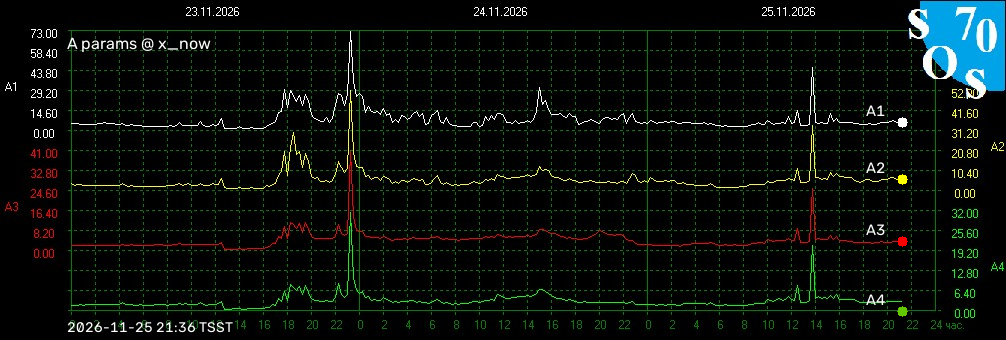 23.11.2026 24.11.2026 25.11.2026
SOS 70
A params @ x_now
73.00
58.40
43.80
29.20
14.60
0.00
A1
41.00
32.80
24.60
16.40
8.20
0.00
A3
A1
A2
A3
A4
41.60
31.20
20.80
10.40
0.00
A2
32.00
25.60
19.20
12.80
6.40
0.00
A4
2026-11-25 21:36 TSST
14 16 18 20 22 0 2 4 6 8 10 12 14 16 18 20 22 0 2 4 6 8 10 12 14 16 18 20 22 24 час.